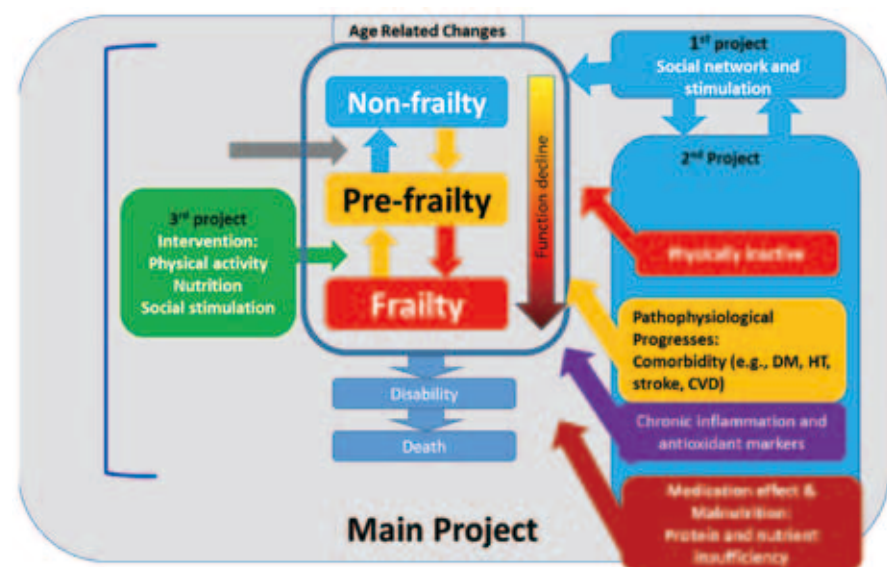 Age Related Changes
Non-frailty
Pre-frailty
Frailty
Function decline
Disability
Death
3rd project
Intervention:
Physical activity
Nutrition
Social stimulation
1st project
Social network and
stimulation
2nd Project
Physically inactive
Pathophysiological
Progresses:
Comorbidity (e.g., DM, HT,
stroke, CVD)
Chronic inflammation and
antioxidant markers
Medication effect &
Malnutrition:
Protein and nutrient
insufficiency
Main Project